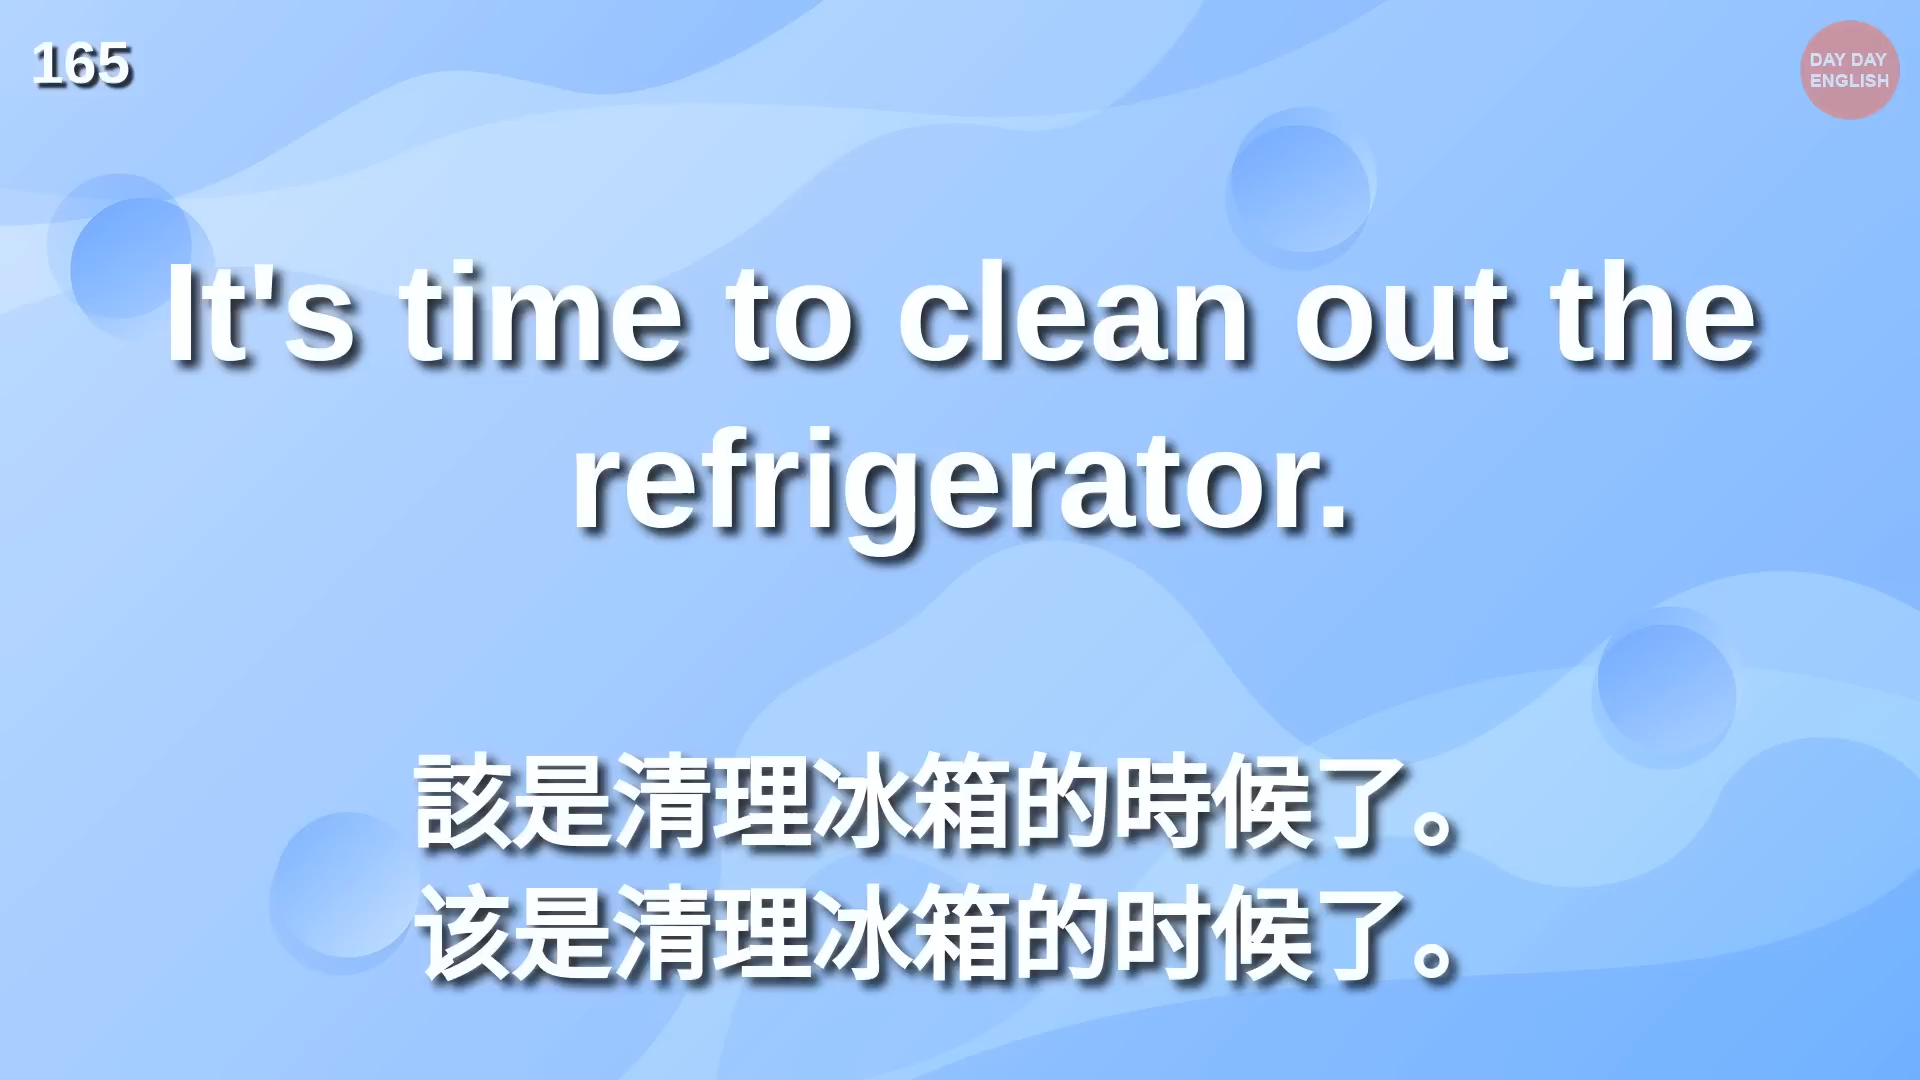 165
DAY DAY
ENGLISH
It's time to clean out the
refrigerator.
該是清理冰箱的時候了。
该是清理冰箱的时候了。